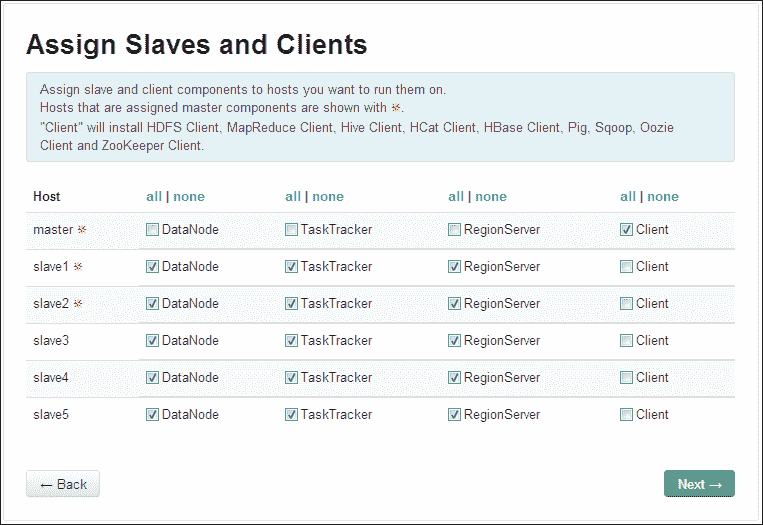 Assign Slaves and Clients
Assign slave and client components to hosts you want to run them on.
Hosts that are assigned master components are shown with ※.
"Client" will install HDFS Client, MapReduce Client, Hive Client, HCat Client, HBase Client, Pig, Sqoop, Oozie
Client and ZooKeeper Client.
Host all | none all | none all | none all | none
master ※ DataNode TaskTracker RegionServer Client
slave1 ※ DataNode TaskTracker RegionServer Client
slave2 ※ DataNode TaskTracker RegionServer Client
slave3 DataNode TaskTracker RegionServer Client
slave4 DataNode TaskTracker RegionServer Client
slave5 DataNode TaskTracker RegionServer Client
← Back Next →